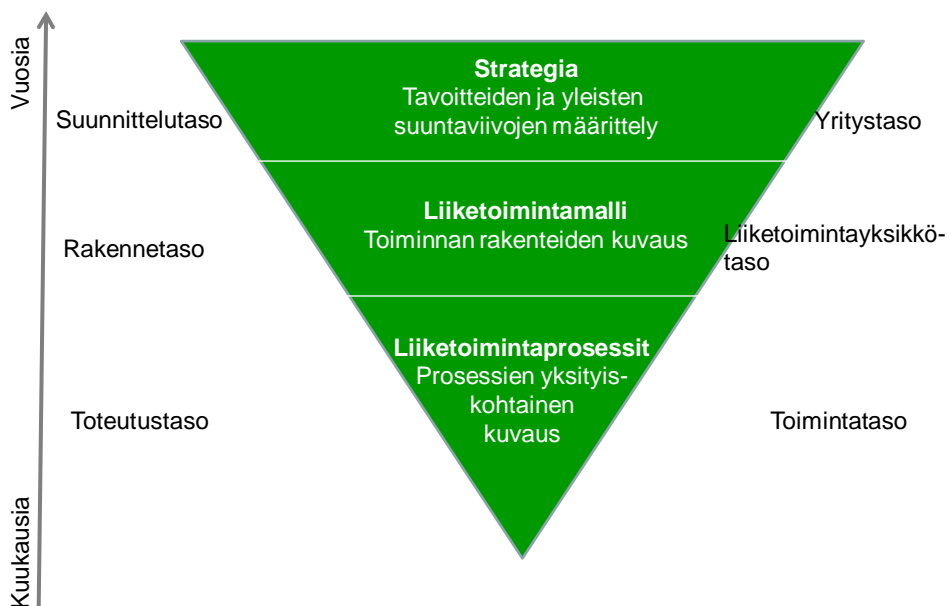 Vuosia
Strategia
Tavoitteiden ja yleisten
suuntaviivojen määrittely
Suunnittelutaso
Yritystaso
Liiketoimintamalli
Toiminnan rakenteiden kuvaus
Rakennetaso
Liiketoimintayksikkö-
taso
Liiketoimintaprosessit
Prosessien yksityis-
kohtainen
kuvaus
Toteutustaso
Toimintataso
Kuukausia